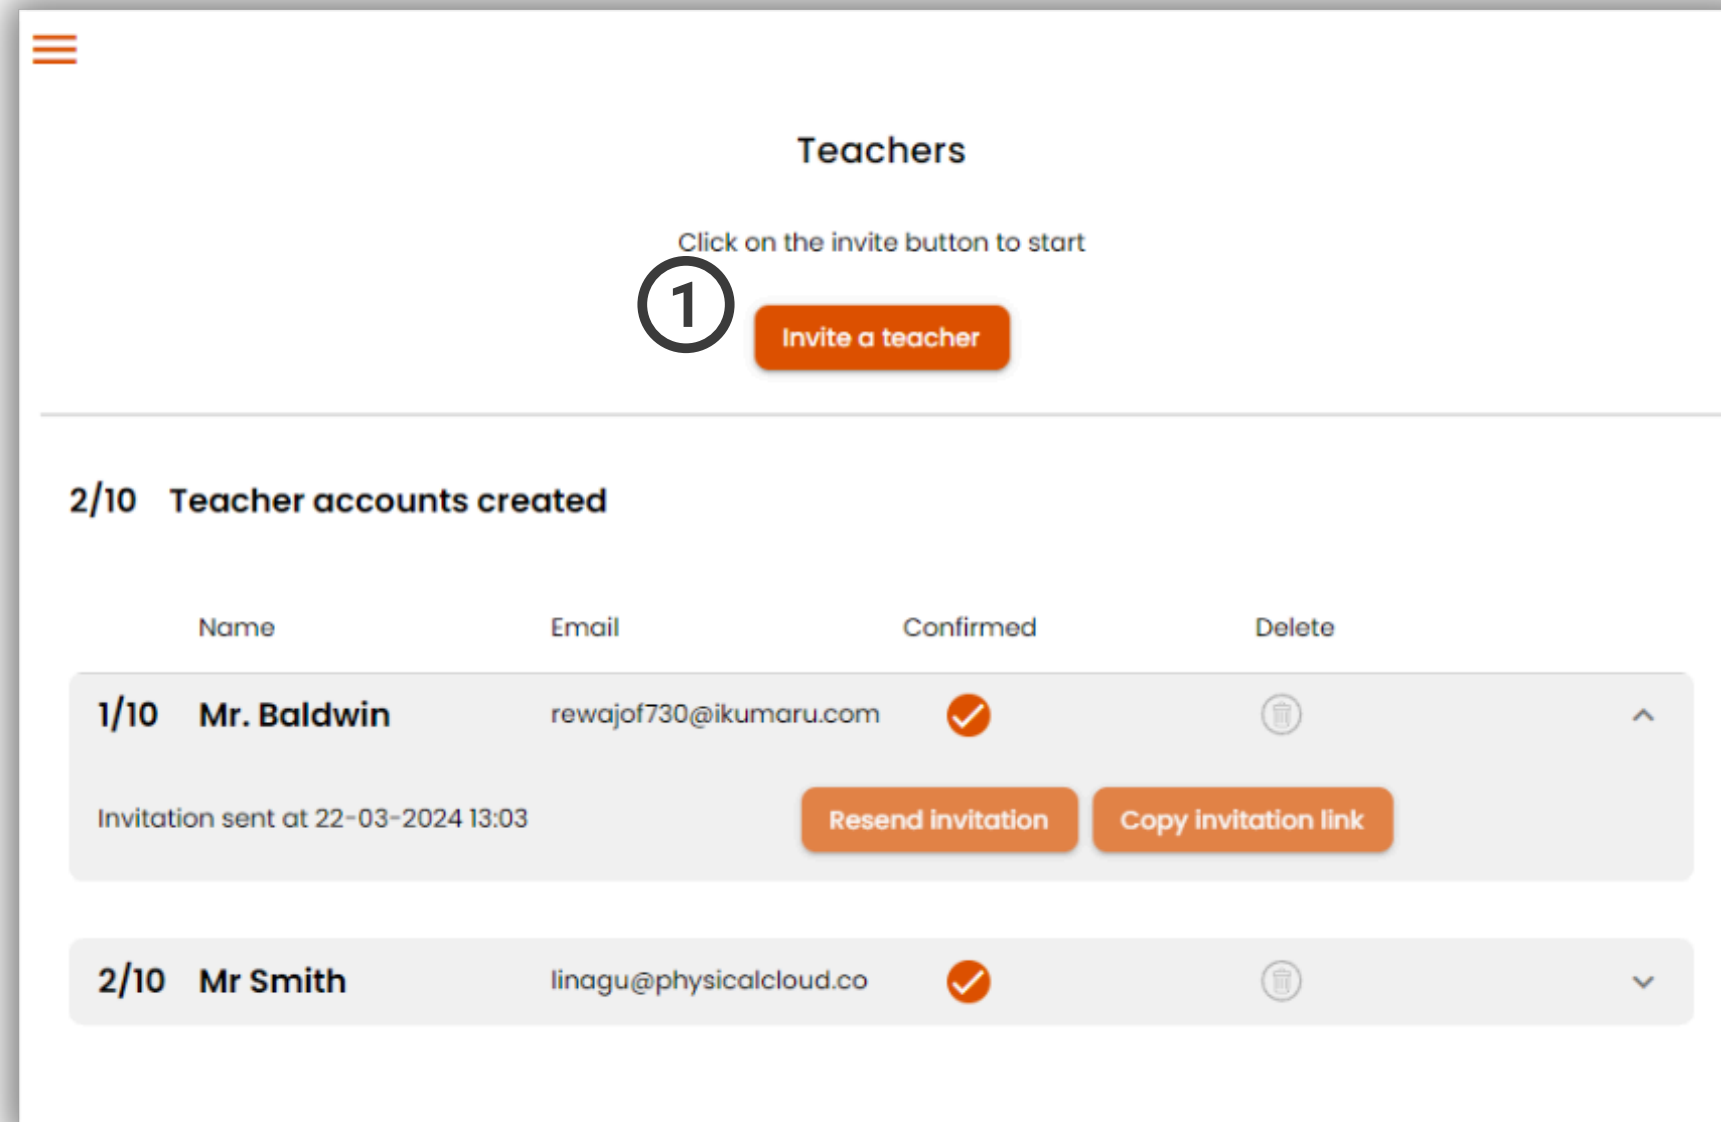 Teachers
Click on the invite button to start
1
Invite a teacher
2/10 Teacher accounts created
Name Email Confirmed Delete
1/10 Mr. Baldwin rewajof730@ikumaru.com
Invitation sent at 22-03-2024 13:03 Resend invitation Copy invitation link
2/10 Mr Smith linagu@physicalcloud.co